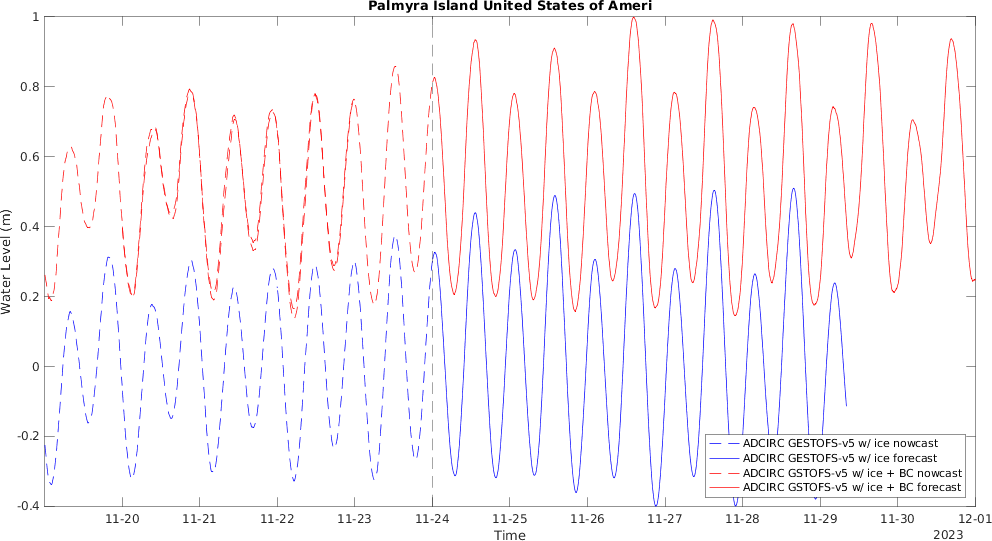 Palmyra Island United States of Ameri
Water Level (m)
1
0.8
0.6
0.4
0.2
0
-0.2
-0.4
ADCIRC GESTOFS-v5 w/ ice nowcast
ADCIRC GESTOFS-v5 w/ ice forecast
ADCIRC GSTOFS-v5 w/ ice + BC nowcast
ADCIRC GSTOFS-v5 w/ ice + BC forecast
11-20 11-21 11-22 11-23 11-24 11-25 11-26 11-27 11-28 11-29 11-30 12-01
Time
2023